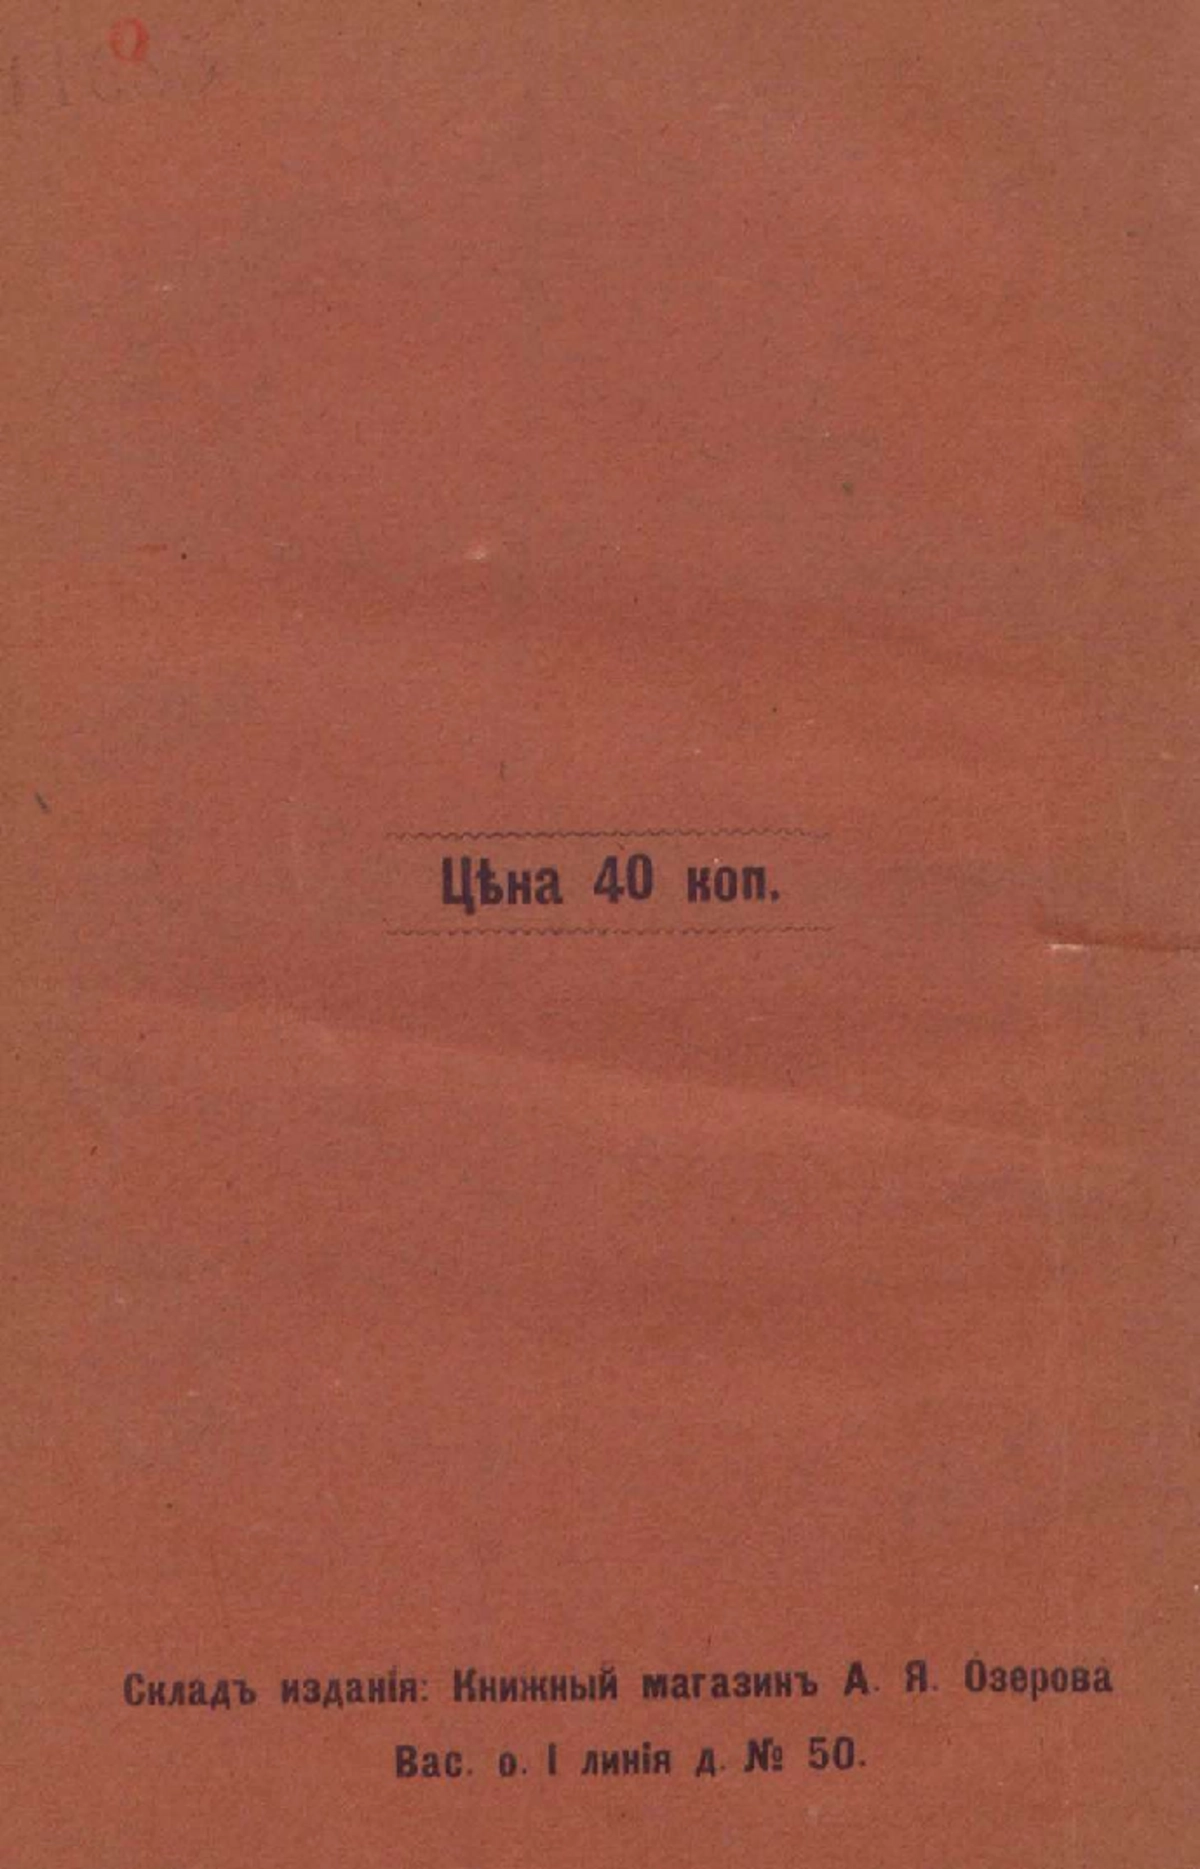 Цѣна 40 коп.
Складъ изданія: Книжный магазинъ А. Я. Озерова
Вас. о. I линія д. № 50.